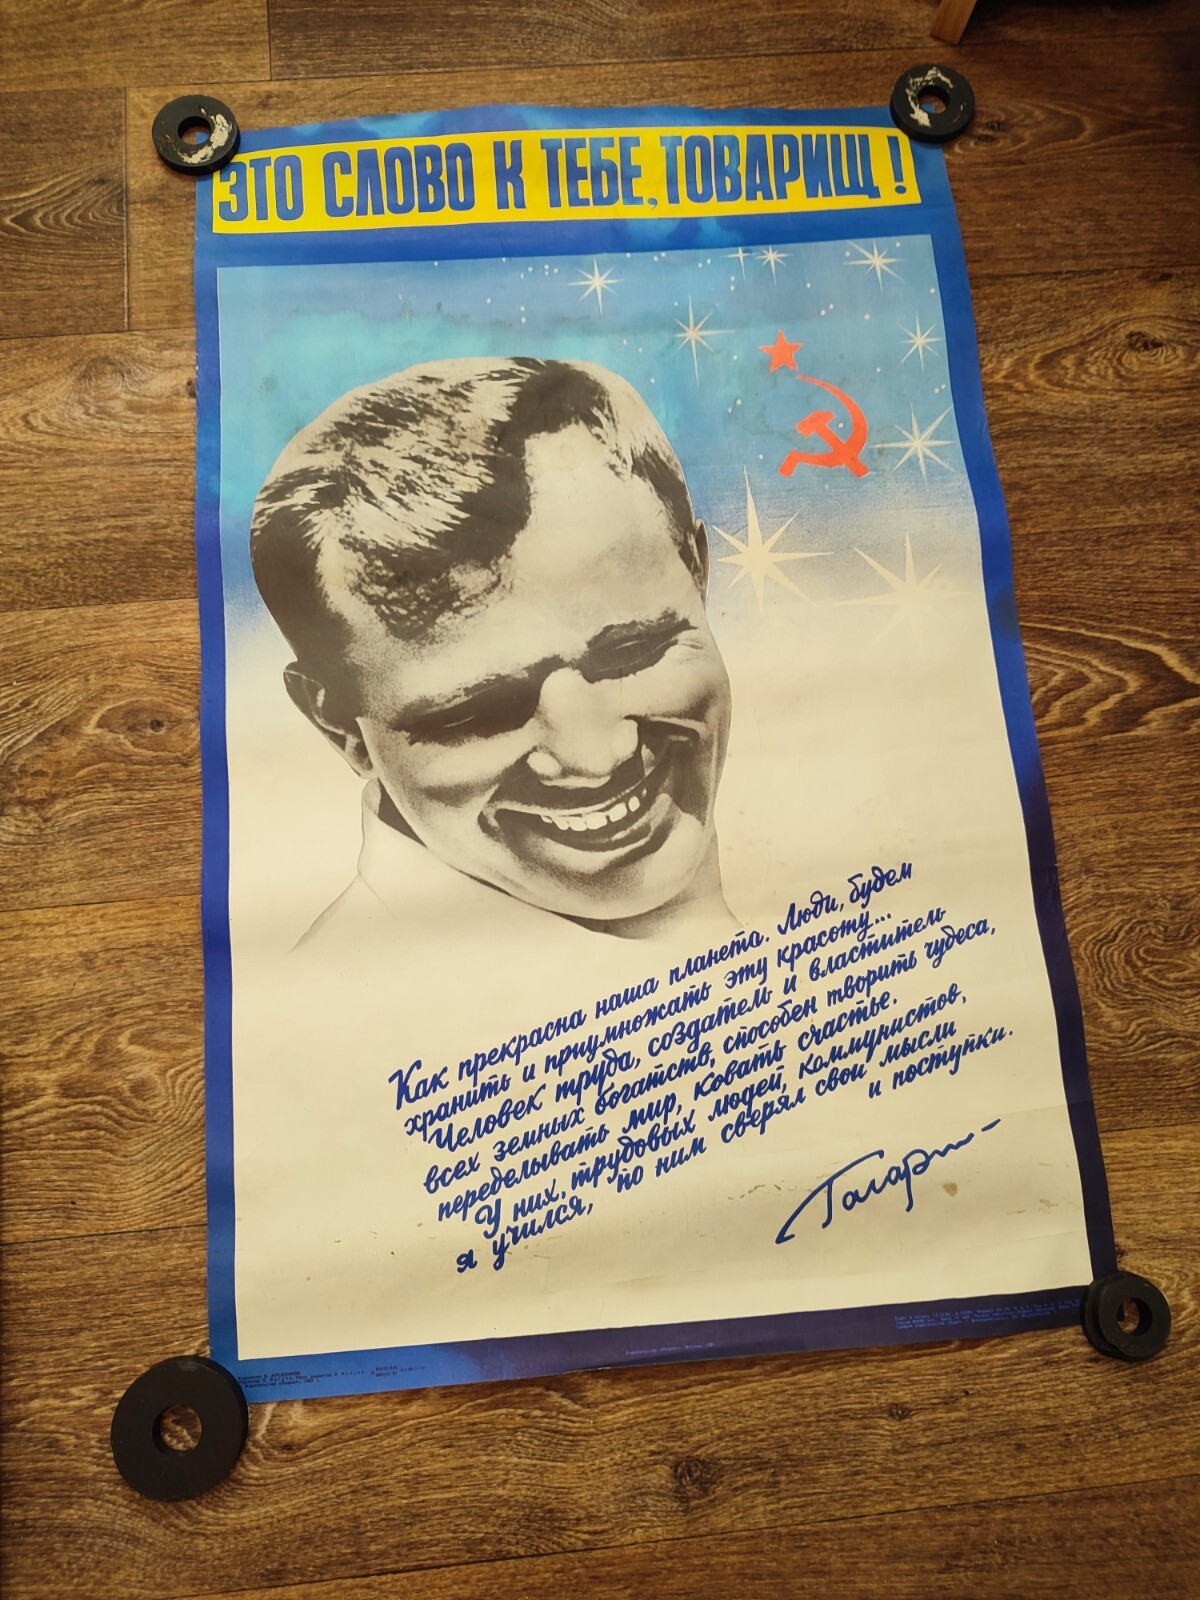 ЭТО СЛОВО К ТЕБЕ, ТОВАРИЩ!
Как прекрасна наша планета. Люди, будем
хранить и приумножать эту красоту...
Человек труда, создатель и властитель
всех земных богатств, способен творить чудеса,
переделывать мир, ковать счастье.
У них, трудовых людей, коммунистов,
я учился, по ним сверял свои мысли
и поступки.
Гагарин